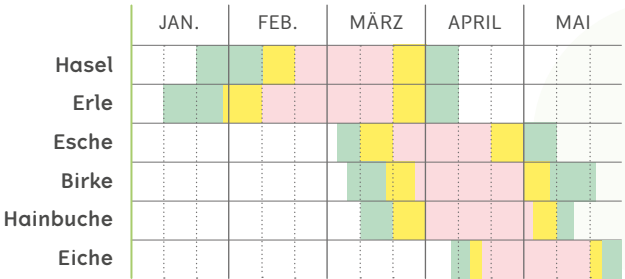 JAN. FEB. MÄRZ APRIL MAI
Hasel
Erle
Esche
Birke
Hainbuche
Eiche